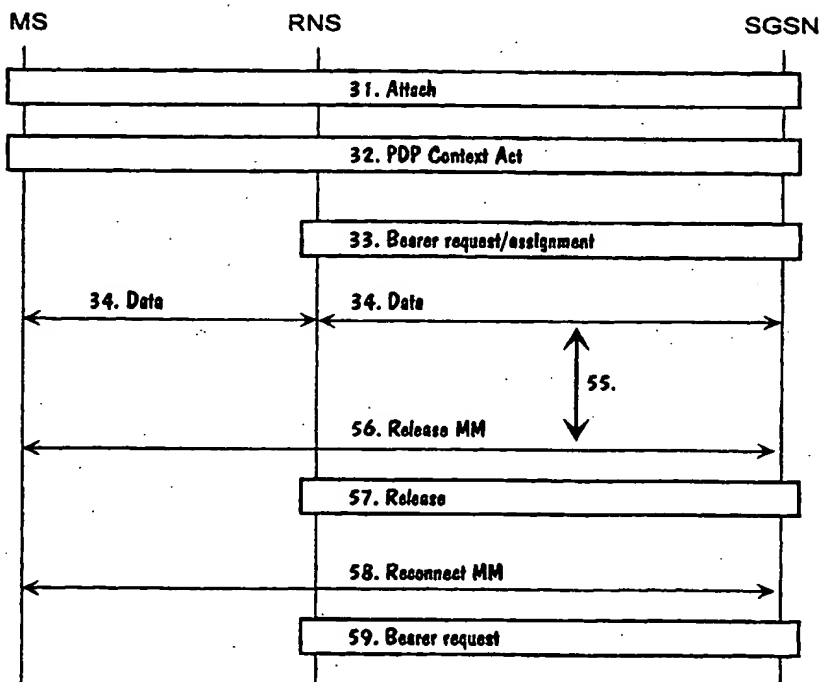 MS RNS SGSN
31. Attach
32. PDP Context Act
33. Bearer request/assignment
34. Data 34. Data
55.
56. Release MM
57. Release
58. Reconnect MM
59. Bearer request